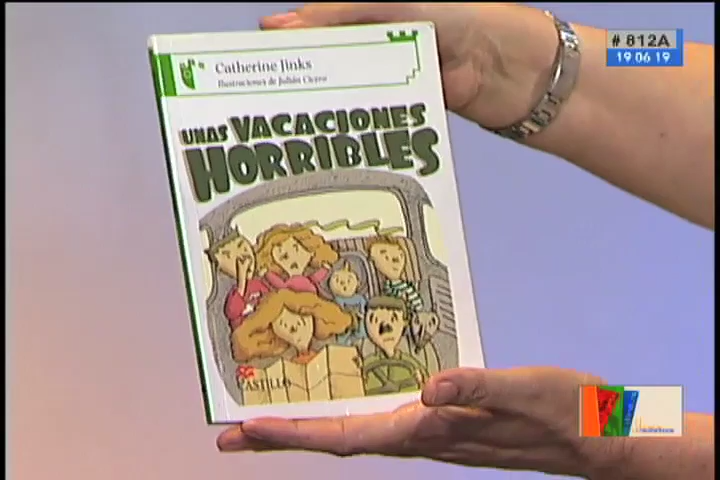 # 812A
19 06 19
Catherine Jinks
Ilustraciones de Julián Cicero
UNAS VACACIONES
HORRIBLES
CASTILLO